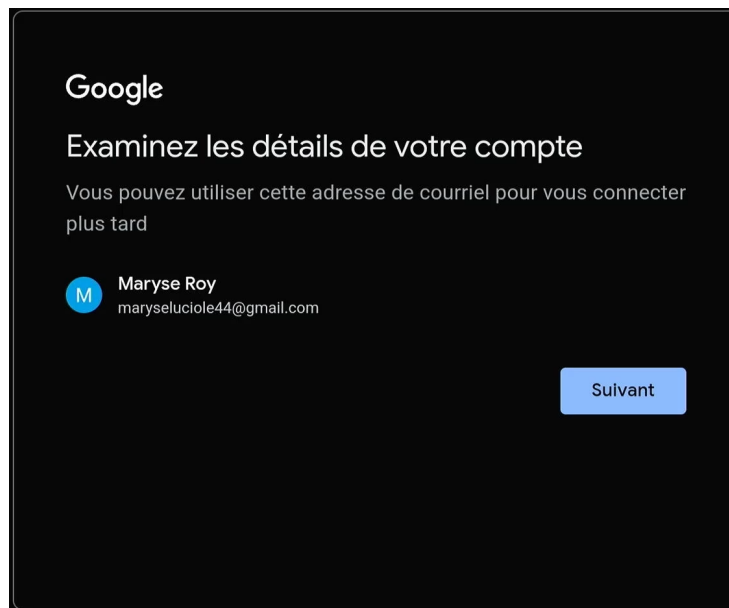 Google
Examinez les détails de votre compte
Vous pouvez utiliser cette adresse de courriel pour vous connecter
plus tard
M
Maryse Roy
maryseluciole44@gmail.com
Suivant